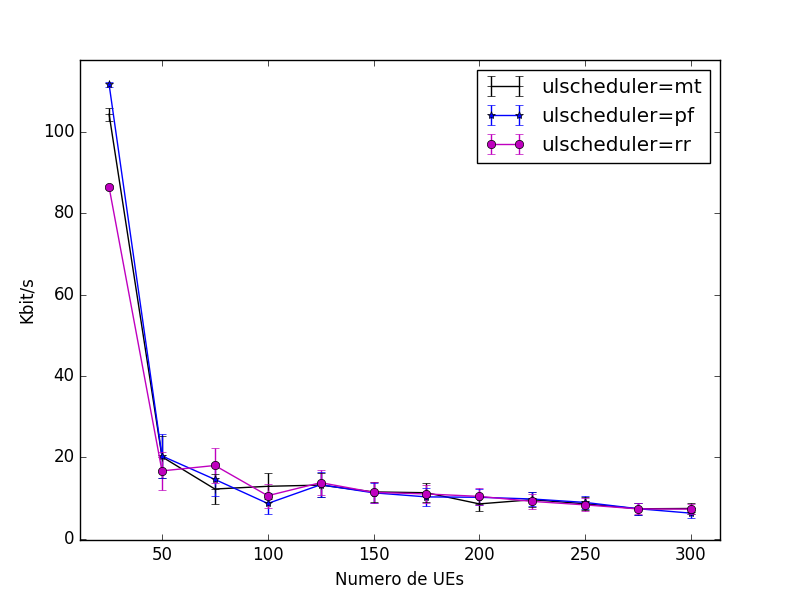 ulscheduler=mt
ulscheduler=pf
ulscheduler=rr
Kbit/s
100
80
60
40
20
0
50 100 150 200 250 300
Numero de UEs